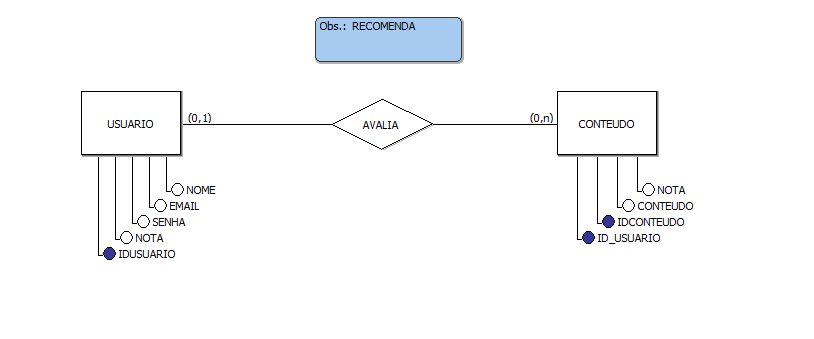 Obs.: RECOMENDA
USUARIO
(0,1)
AVALIA
(0,n)
CONTEUDO
NOME
EMAIL
SENHA
NOTA
IDUSUARIO
NOTA
CONTEUDO
IDCONTEUDO
ID_USUARIO